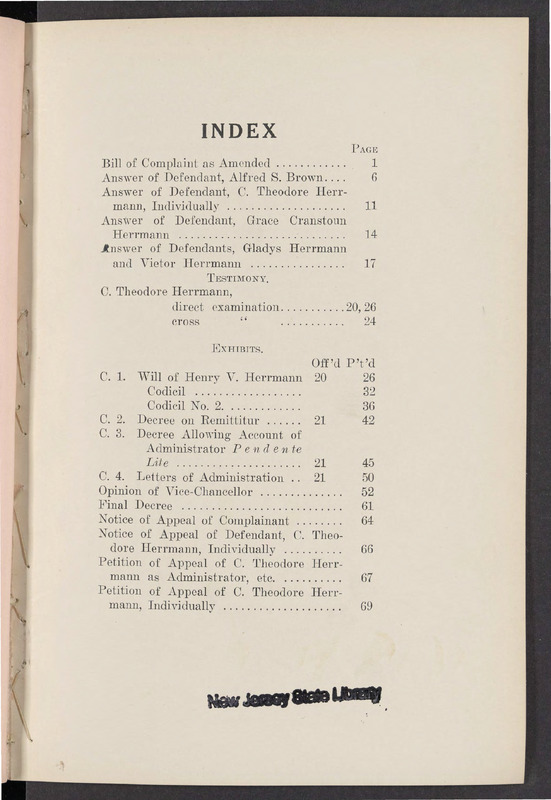 INDEX
PAGE
Bill of Complaint as Amended ............ 1
Answer of Defendant, Alfred S. Brown.... 6
Answer of Defendant, C. Theodore Herr-
mann, Individually .................... 11
Answer of Defendant, Grace Cranstoun
Herrmann ............................ 14
Answer of Defendants, Gladys Herrmann
and Victor Herrmann ................ 17
TESTIMONY.
C. Theodore Herrmann,
direct examination...........20, 26
cross " ........... 24
EXHIBITS.
Off'd P't'd
C. 1. Will of Henry V. Herrmann 20 26
Codicil .................. 32
Codicil No. 2. ............ 36
C. 2. Decree on Remittitur ...... 21 42
C. 3. Decree Allowing Account of
Administrator Pendente
Lite ..................... 21 45
C. 4. Letters of Administration .. 21 50
Opinion of Vice-Chancellor .............. 52
Final Decree ........................... 61
Notice of Appeal of Complainant ........ 64
Notice of Appeal of Defendant, C. Theo-
dore Herrmann, Individually .......... 66
Petition of Appeal of C. Theodore Herr-
mann as Administrator, etc. .......... 67
Petition of Appeal of C. Theodore Herr-
mann, Individually .................... 69
New Jersey State Library